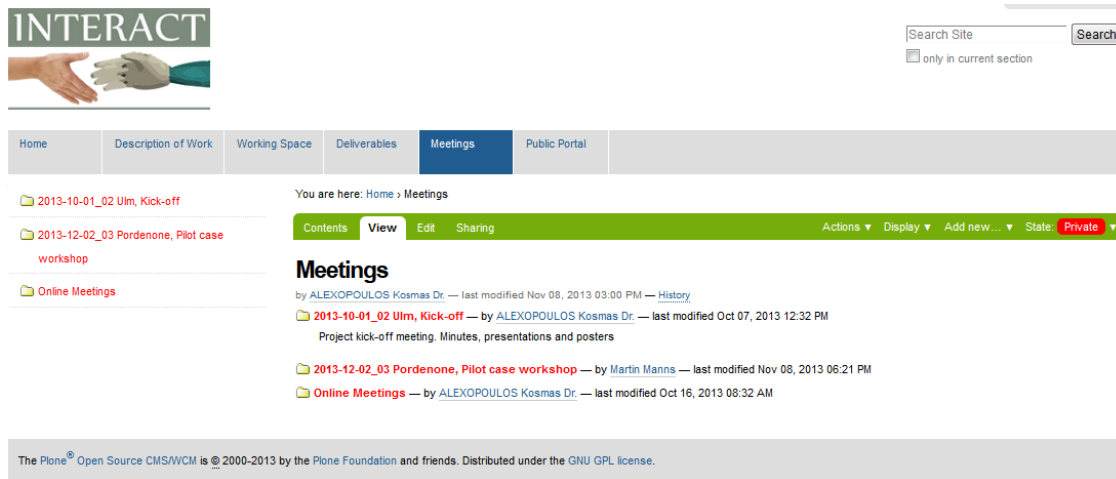 INTERACT
Search Site
Search
only in current section
Home
Description of Work
Working Space
Deliverables
Meetings
Public Portal
2013-10-01_02 Ulm, Kick-off
2013-12-02_03 Pordenone, Pilot case
workshop
Online Meetings
You are here: Home › Meetings
Contents
View
Edit
Sharing
Actions ▼
Display ▼
Add new... ▼
State: Private ▼
Meetings
by ALEXOPOULOS Kosmas Dr. — last modified Nov 08, 2013 03:00 PM — History
2013-10-01_02 Ulm, Kick-off — by ALEXOPOULOS Kosmas Dr. — last modified Oct 07, 2013 12:32 PM
Project kick-off meeting. Minutes, presentations and posters
2013-12-02_03 Pordenone, Pilot case workshop — by Martin Manns — last modified Nov 08, 2013 06:21 PM
Online Meetings — by ALEXOPOULOS Kosmas Dr. — last modified Oct 16, 2013 08:32 AM
The Plone® Open Source CMS/WCM is © 2000-2013 by the Plone Foundation and friends. Distributed under the GNU GPL license.